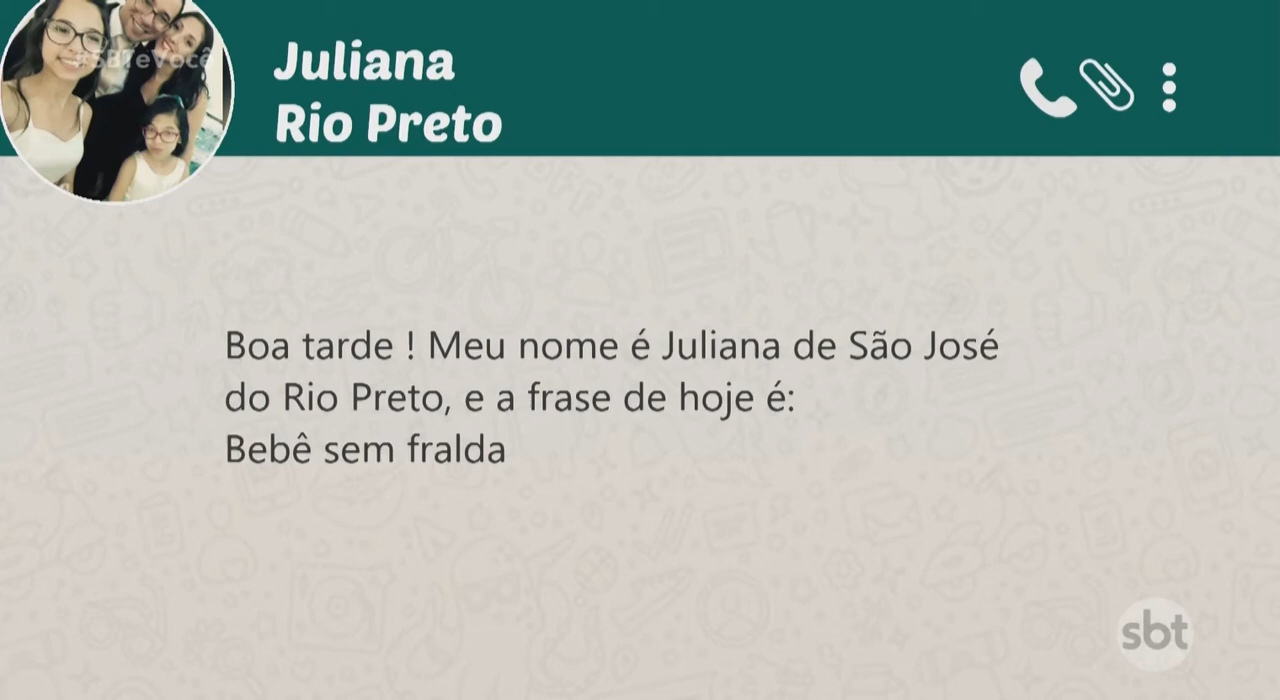 #SBTeVocê
Juliana
Rio Preto
Boa tarde ! Meu nome é Juliana de São José
do Rio Preto, e a frase de hoje é:
Bebê sem fralda
sbt